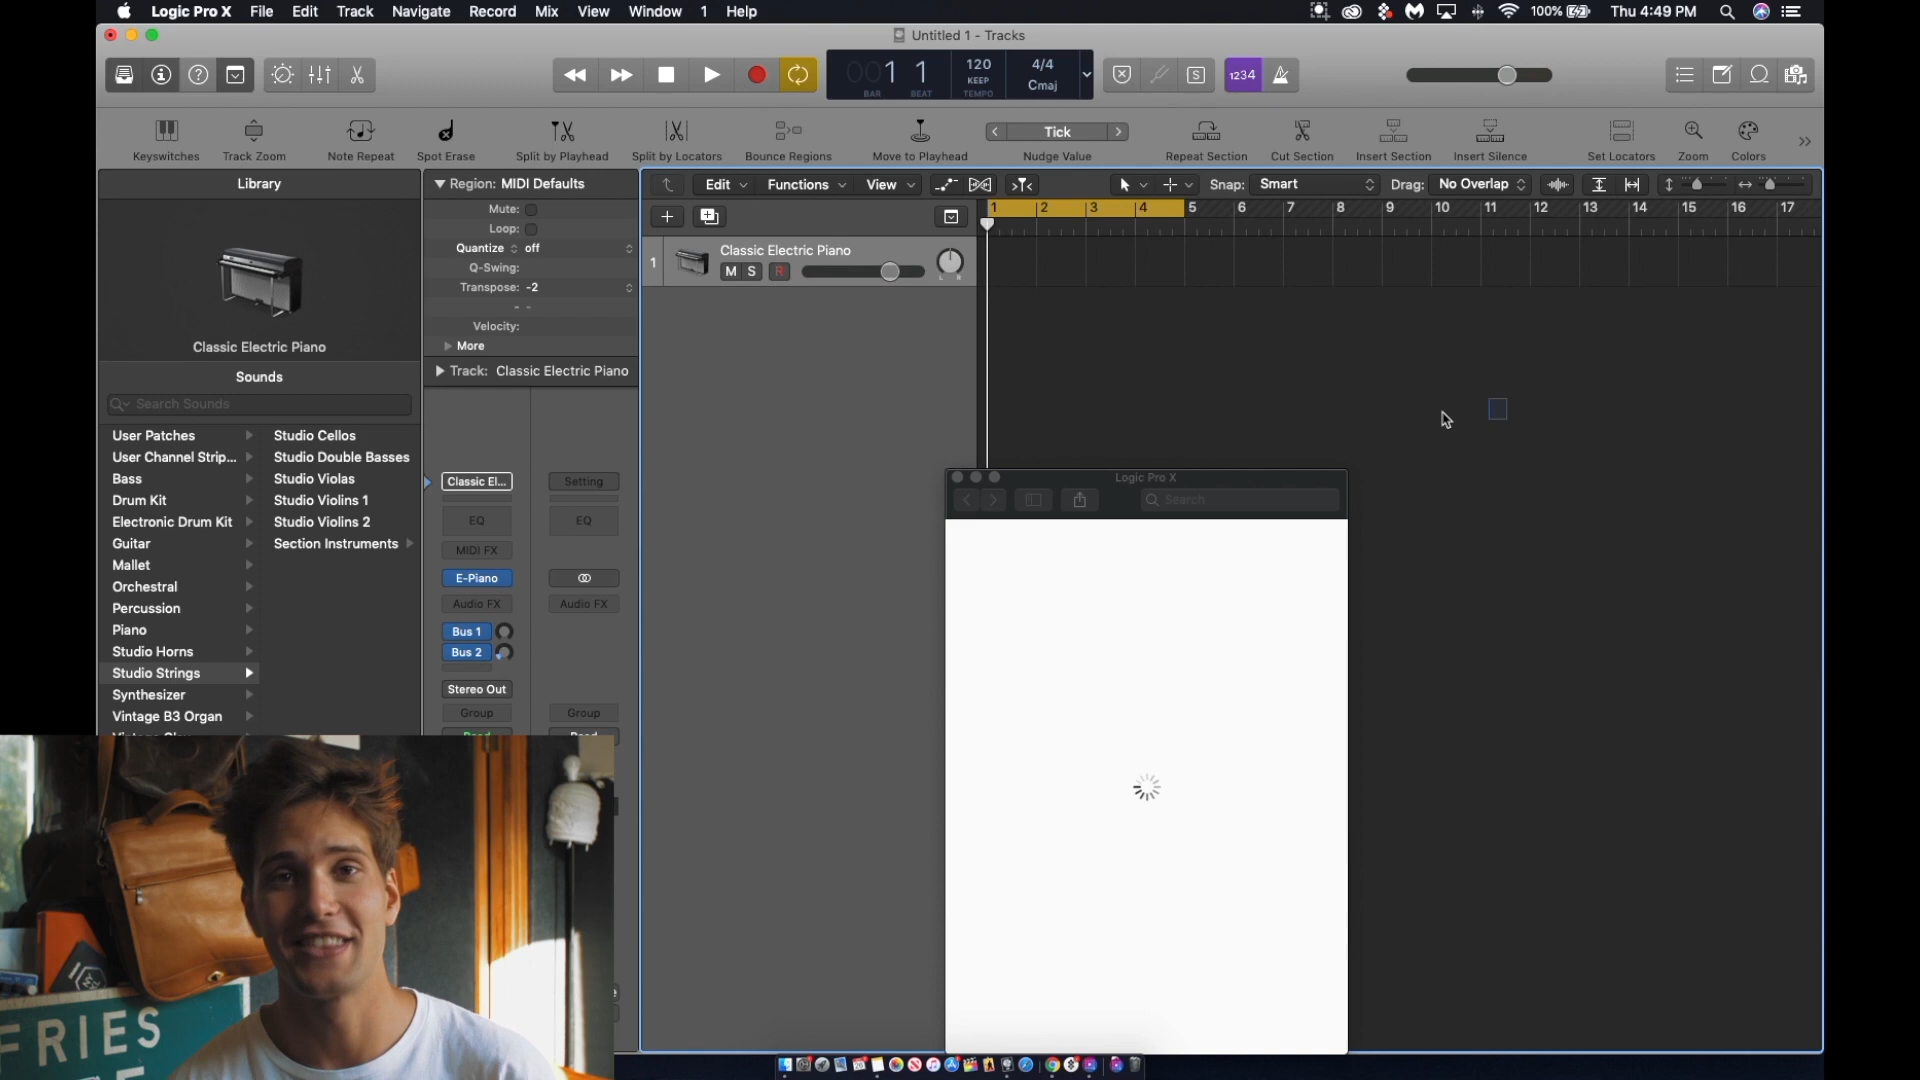 Logic Pro X File Edit Track Navigate Record Mix View Window 1 Help 100% Thu 4:49 PM
Untitled 1 - Tracks
001 1 120 4/4
KEEP Cmaj
BAR BEAT TEMPO
1234
Keyswitches Track Zoom Note Repeat Spot Erase Split by Playhead Split by Locators Bounce Regions Move to Playhead Tick Nudge Value Repeat Section Cut Section Insert Section Insert Silence Set Locators Zoom Colors
Library
Classic Electric Piano
Sounds
Search Sounds
User Patches
User Channel Strip...
Bass
Drum Kit
Electronic Drum Kit
Guitar
Mallet
Orchestral
Percussion
Piano
Studio Horns
Studio Strings
Synthesizer
Vintage B3 Organ
Studio Cellos
Studio Double Basses
Studio Violas
Studio Violins 1
Studio Violins 2
Section Instruments
Region: MIDI Defaults
Mute:
Loop:
Quantize off
Q-Swing:
Transpose: -2
Velocity:
More
Track: Classic Electric Piano
Classic El... Setting
EQ EQ
MIDI FX
E-Piano
Audio FX Audio FX
Bus 1
Bus 2
Stereo Out
Group Group
Edit Functions View Snap: Smart Drag: No Overlap
1 2 3 4 5 6 7 8 9 10 11 12 13 14 15 16 17
1 Classic Electric Piano
M S R
L R
Logic Pro X
Search
FRIES